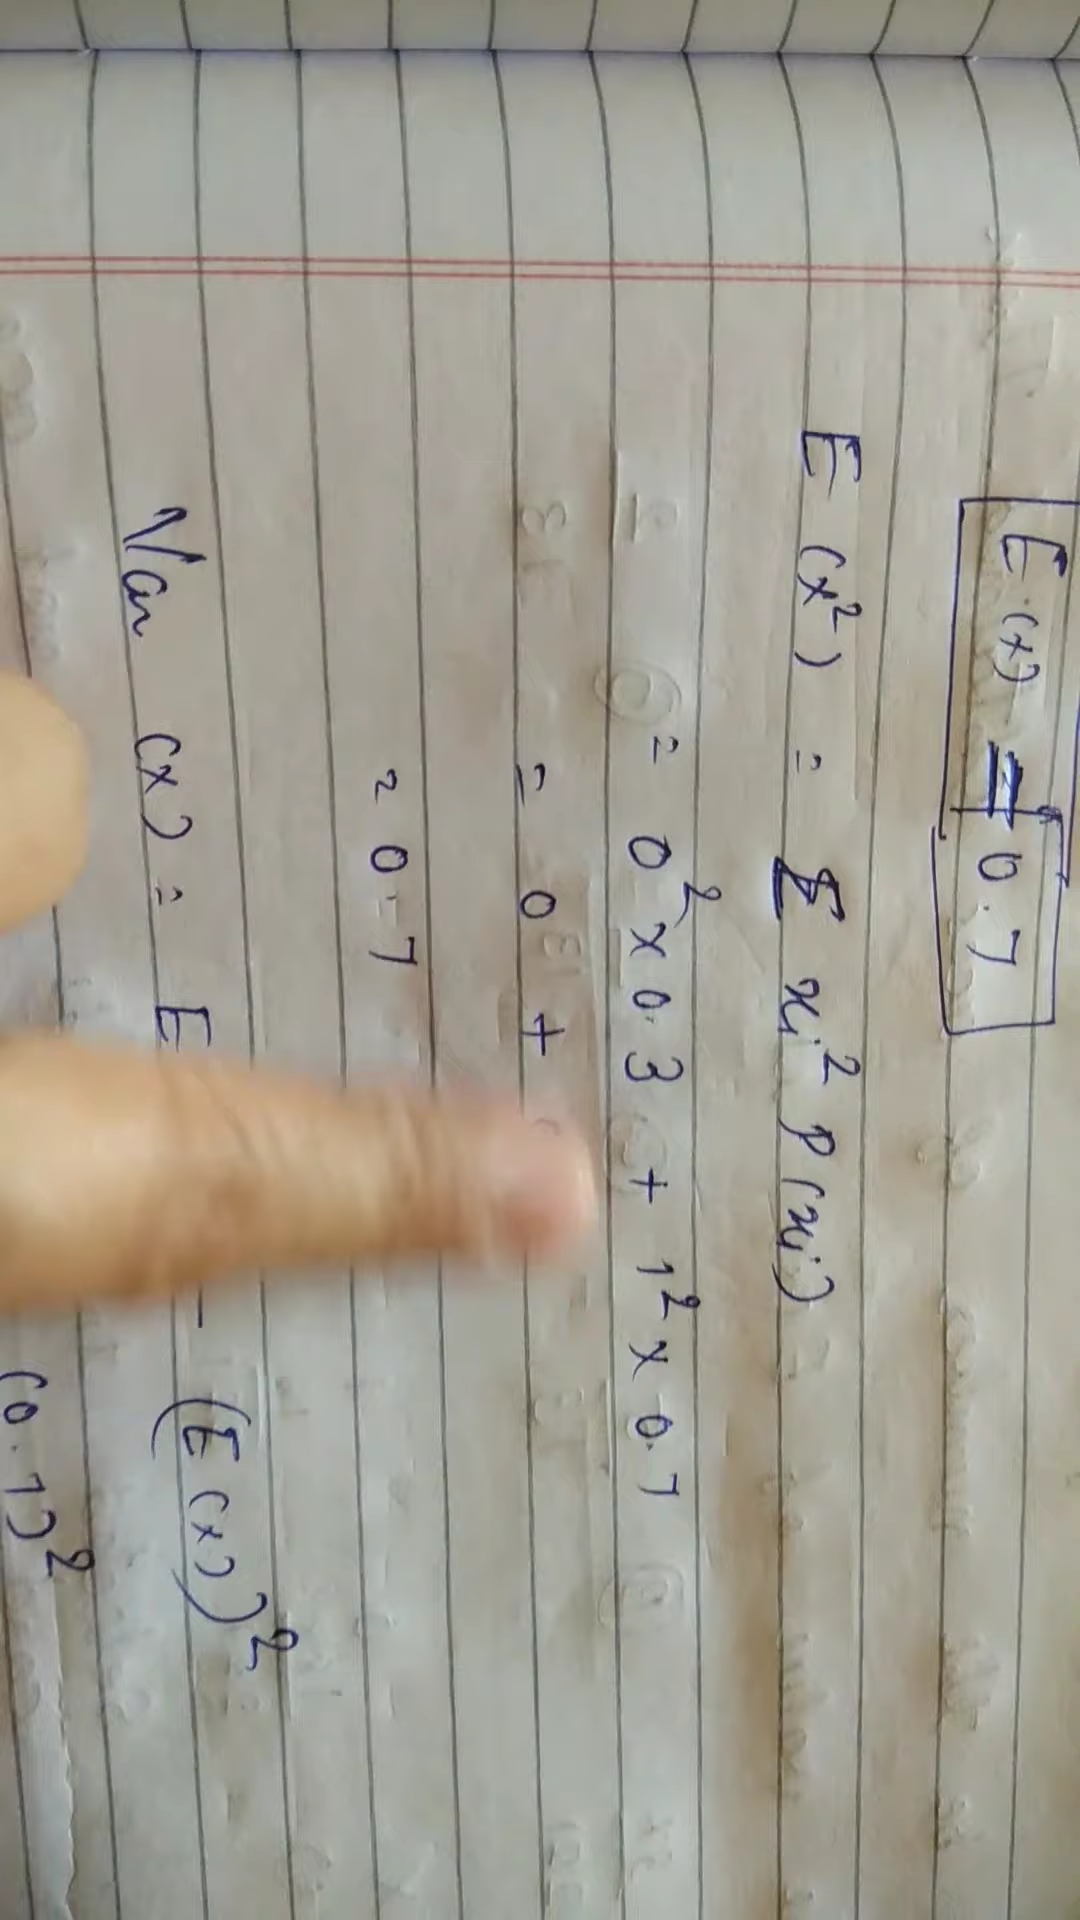 E(x) = 0.7
E(x²) = Σ xi² P(xi)
= 0² x 0.3 + 1² x 0.7
= 0 +
= 0.7
Var (x) = E - (E(x))²
(0.7)²